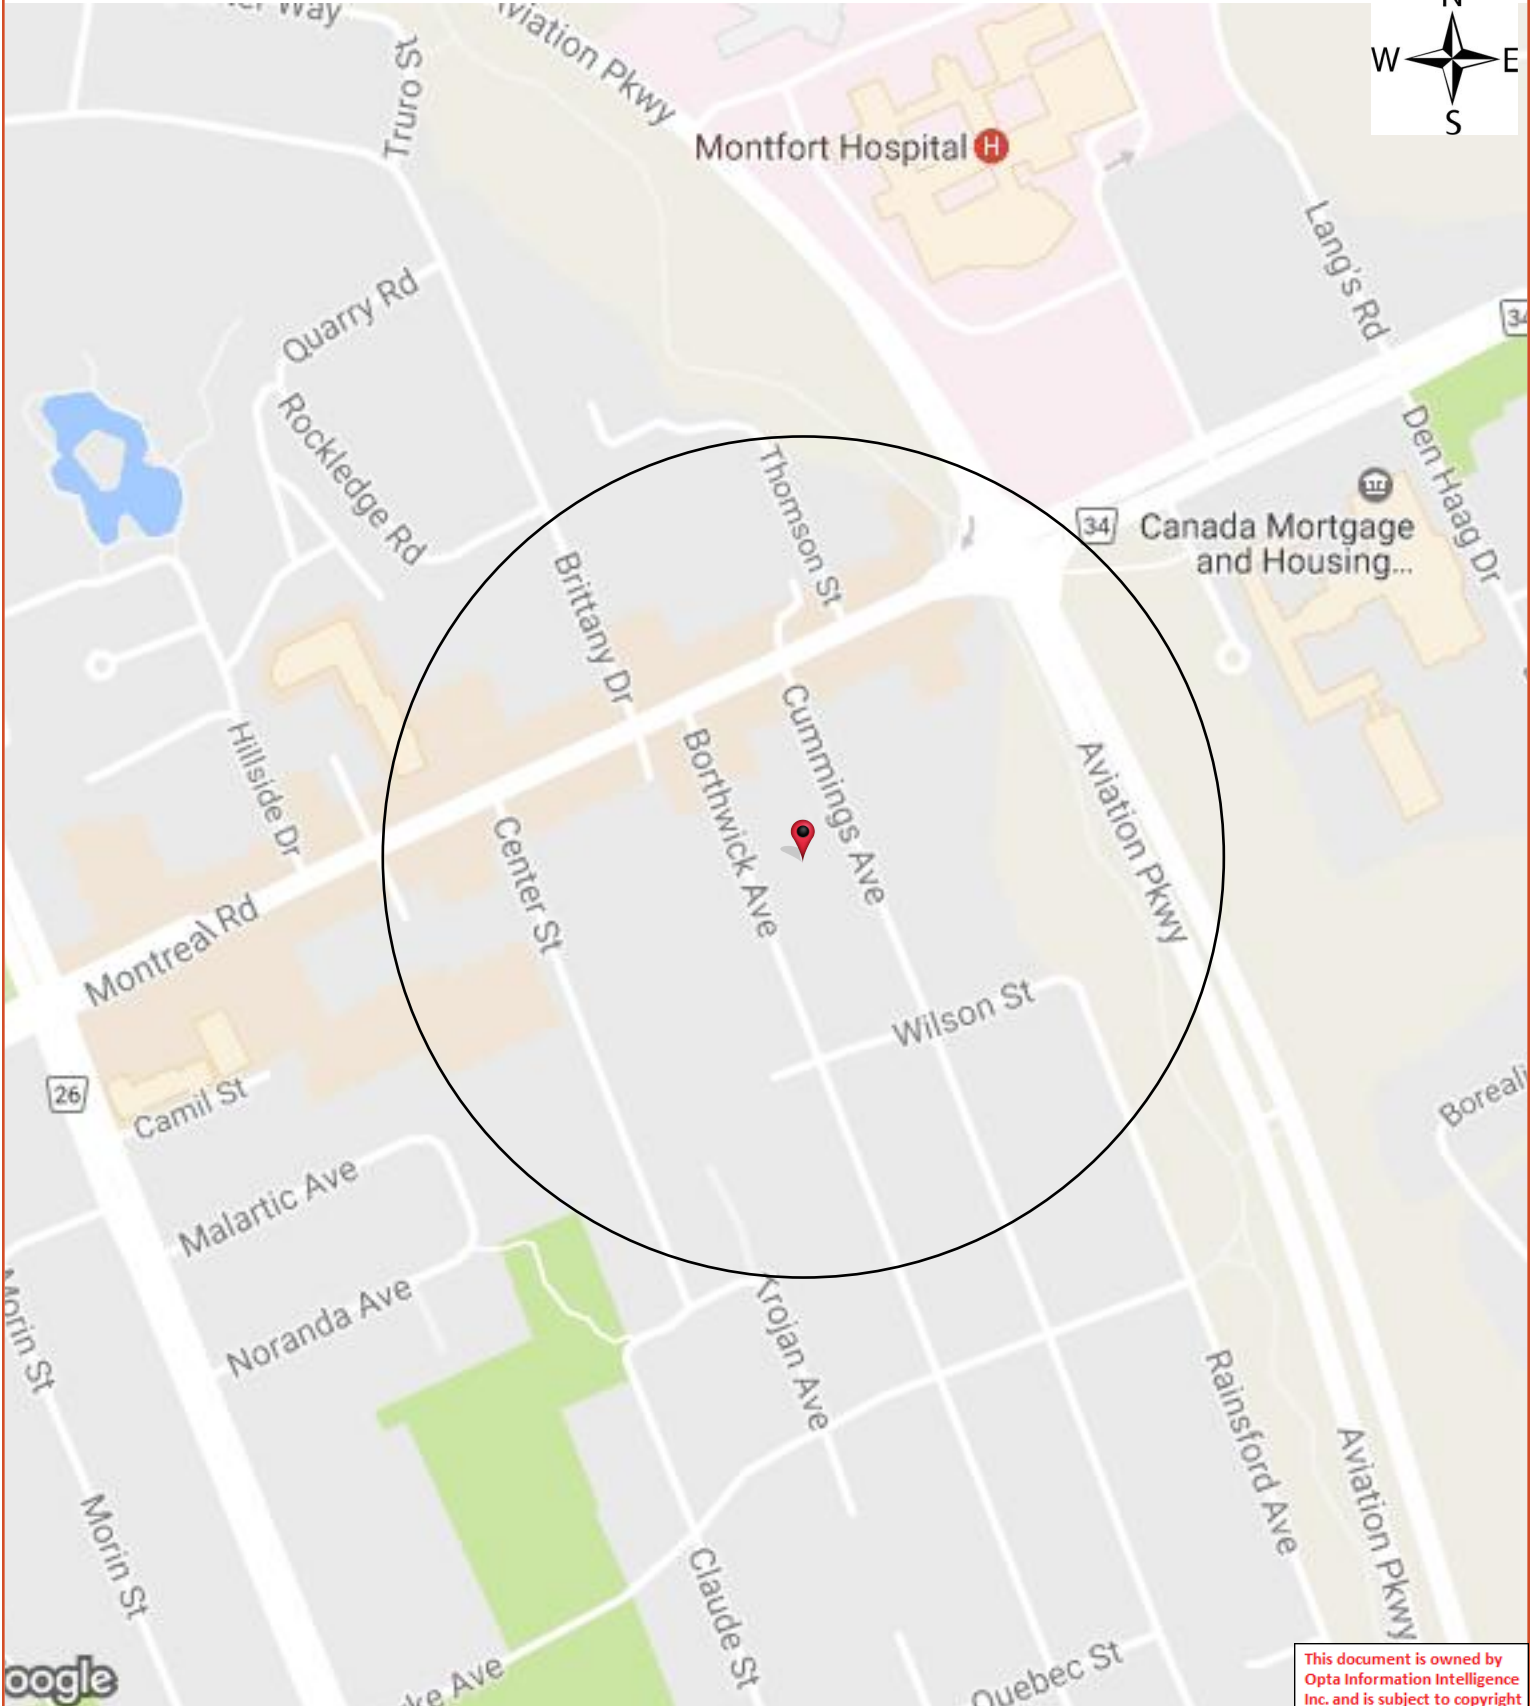 Way
Truro St
Aviation Pkwy
N
W
E
S
Montfort Hospital H
Lang's Rd
34
Quarry Rd
Rockledge Rd
Thomson St
34
Canada Mortgage
and Housing...
Den Haag Dr
Brittany Dr
Hillside Dr
Cummings Ave
Borthwick Ave
Aviation Pkwy
Center St
Montreal Rd
Wilson St
26
Camil St
Malartic Ave
Noranda Ave
Morin St
Trojan Ave
Rainsford Ave
Aviation Pkwy
Morin St
Claude St
Quebec St
Ave
oogle
This document is owned by
Opta Information Intelligence
Inc. and is subject to copyright